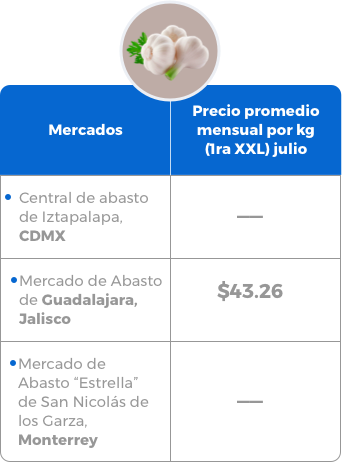 Mercados
Precio promedio
mensual por kg
(1ra XXL) julio
• Central de abasto
de Iztapalapa,
CDMX
—
• Mercado de Abasto
de Guadalajara,
Jalisco
$43.26
• Mercado de
Abasto “Estrella”
de San Nicolás de
los Garza,
Monterrey
—